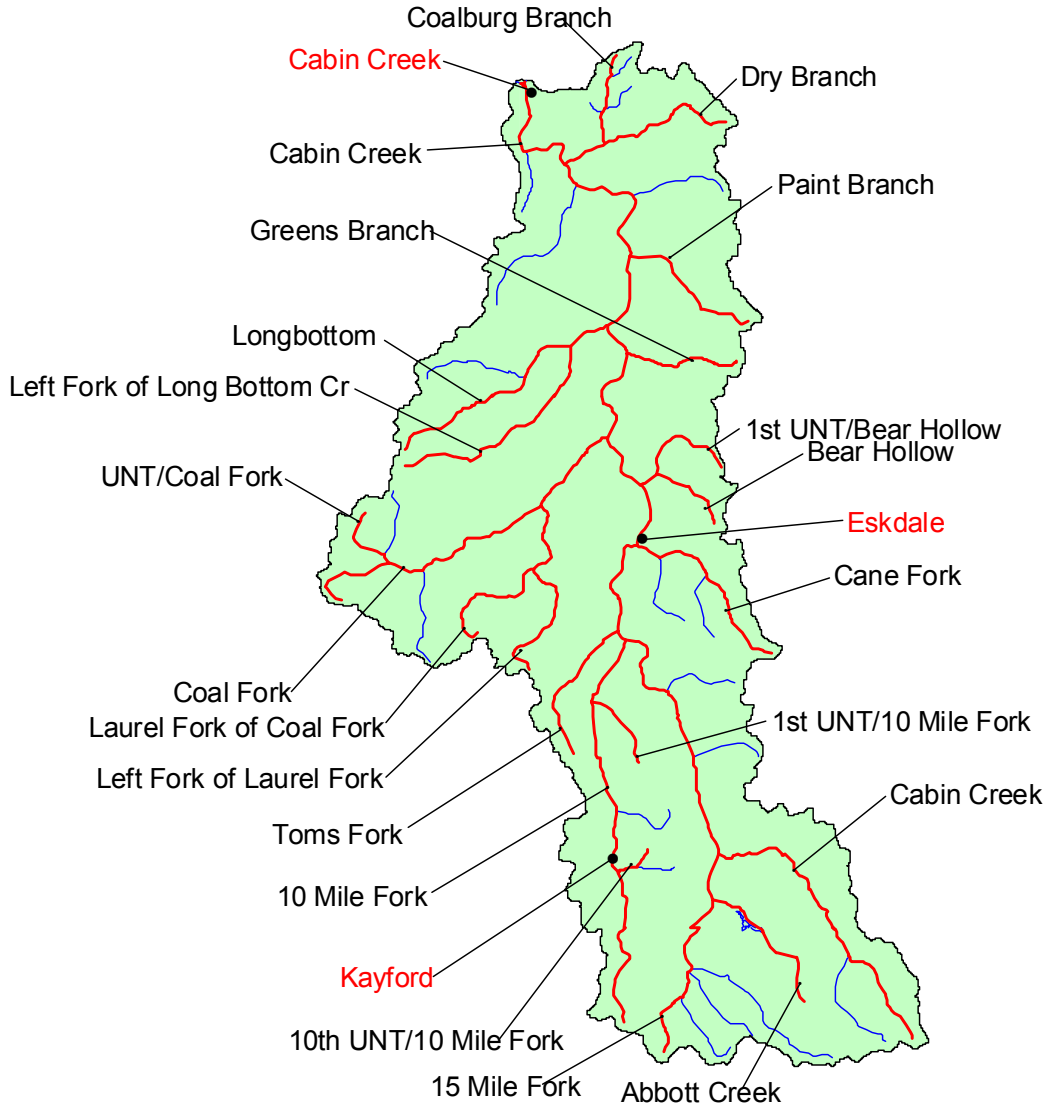 Coalburg Branch
Cabin Creek
Dry Branch
Cabin Creek
Paint Branch
Greens Branch
Longbottom
Left Fork of Long Bottom Cr
1st UNT/Bear Hollow
Bear Hollow
UNT/Coal Fork
Eskdale
Cane Fork
Coal Fork
Laurel Fork of Coal Fork
1st UNT/10 Mile Fork
Left Fork of Laurel Fork
Cabin Creek
Toms Fork
10 Mile Fork
Kayford
10th UNT/10 Mile Fork
15 Mile Fork
Abbott Creek